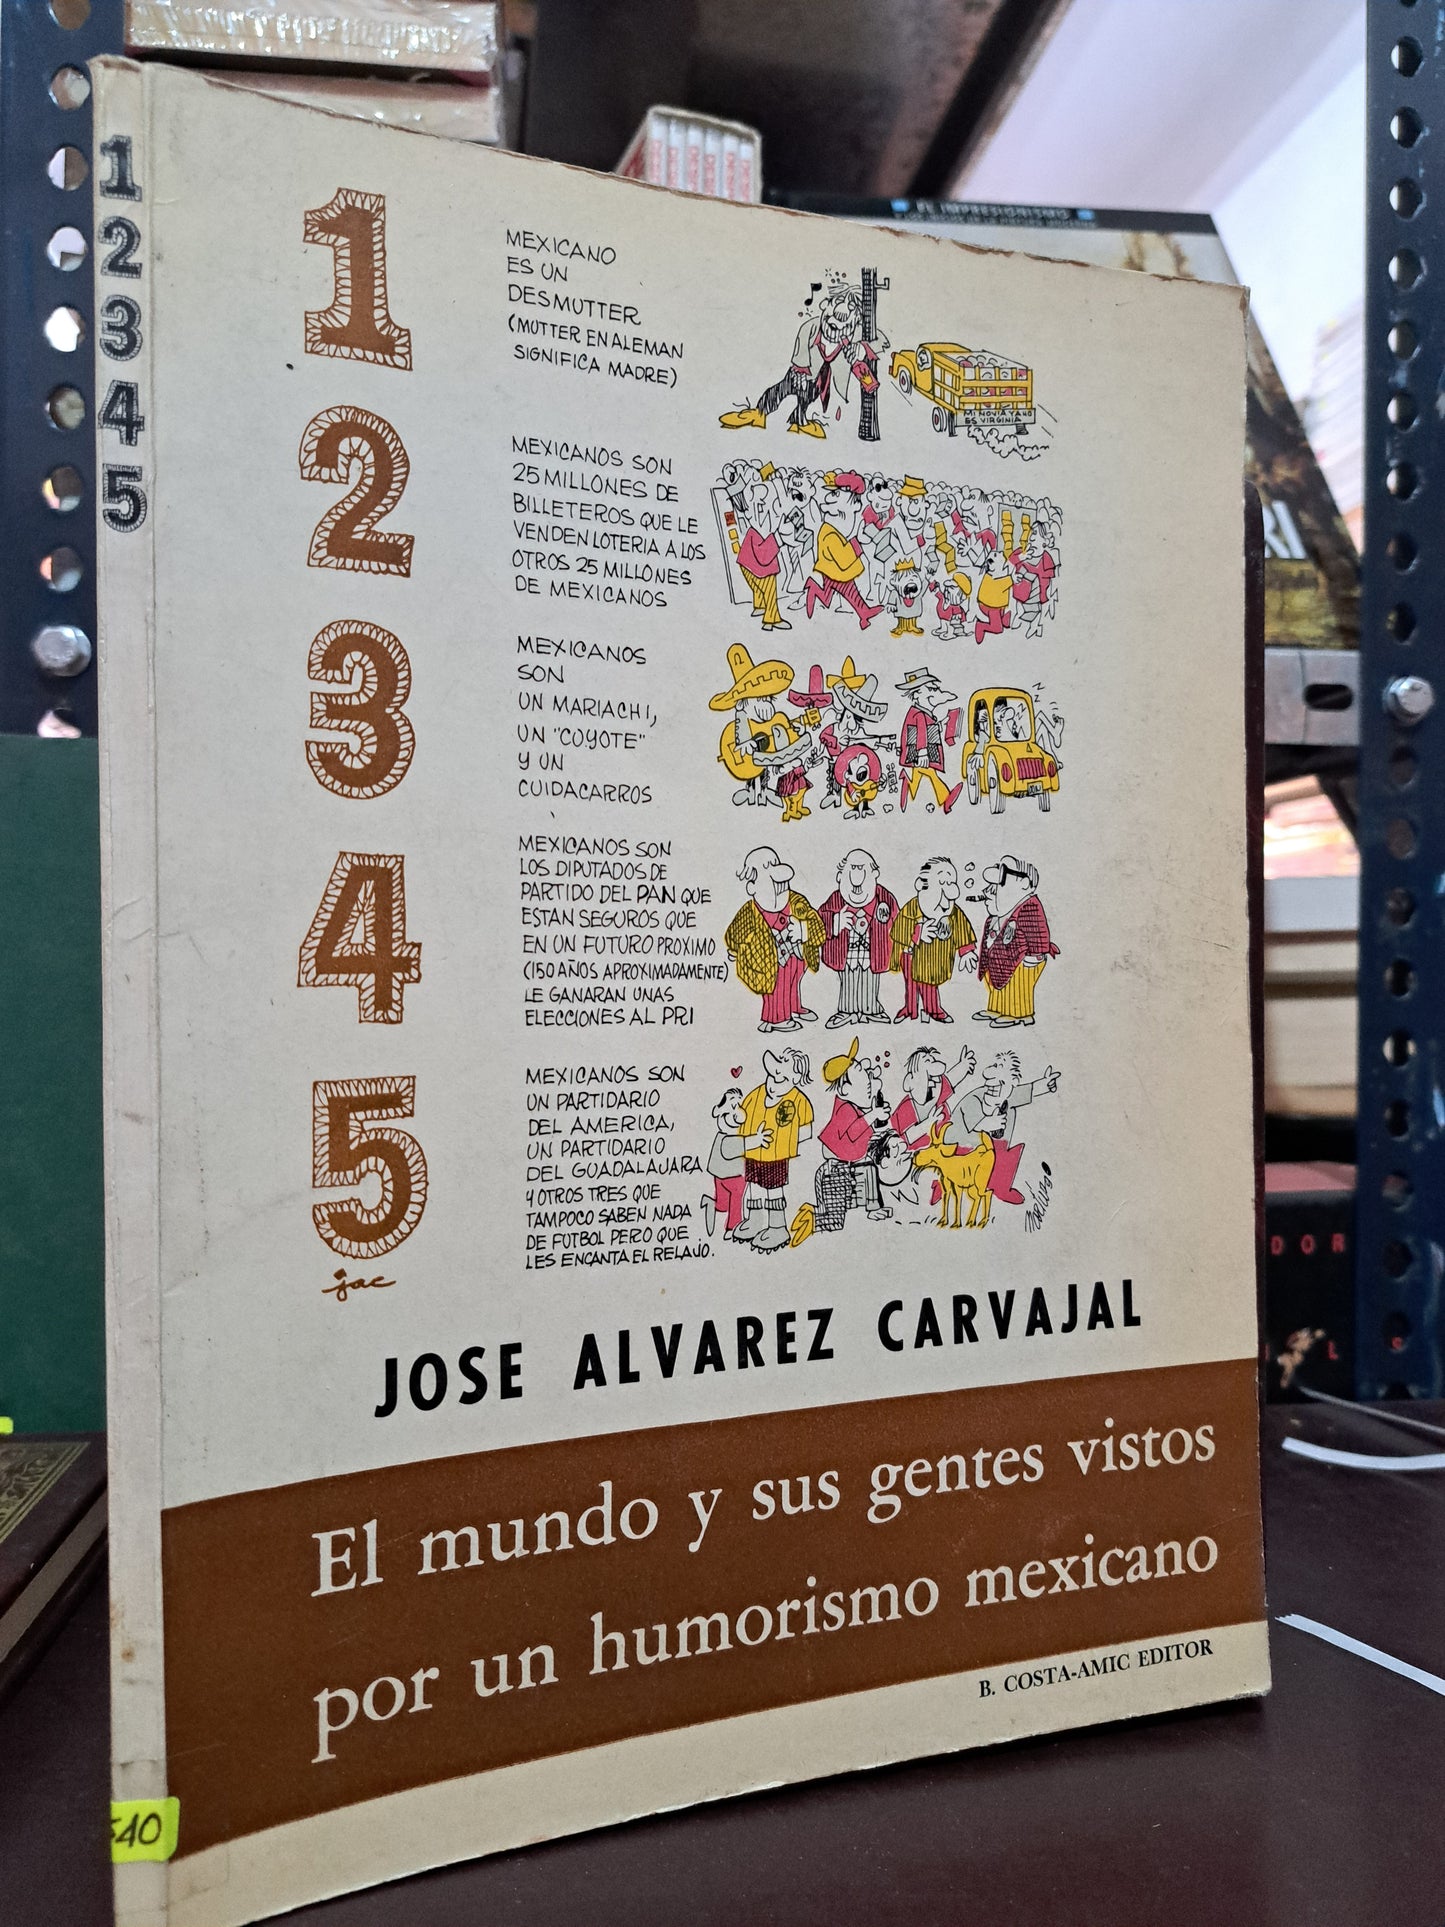 1
2
3
4
5
1
MEXICANO
ES UN
DESMUTTER
(MUTTER EN ALEMAN
SIGNIFICA MADRE)
MI NOVIA YA NO
ES VIRGINIA
2
MEXICANOS SON
25 MILLONES DE
BILLETEROS QUE LE
VENDEN LOTERIA A LOS
OTROS 25 MILLONES
DE MEXICANOS
3
MEXICANOS
SON
UN MARIACHI,
UN "COYOTE"
Y UN
CUIDACARROS
4
MEXICANOS SON
LOS DIPUTADOS DE
PARTIDO DEL PAN QUE
ESTAN SEGUROS QUE
EN UN FUTURO PROXIMO
(150 AÑOS APROXIMADAMENTE)
LE GANARAN UNAS
ELECCIONES AL PRI
5
MEXICANOS SON
UN PARTIDARIO
DEL AMERICA,
UN PARTIDARIO
DEL GUADALAJARA
Y OTROS TRES QUE
TAMPOCO SABEN NADA
DE FUTBOL PERO QUE
LES ENCANTA EL RELAJO.
jac
JOSE ALVAREZ CARVAJAL
El mundo y sus gentes vistos
por un humorismo mexicano
B. COSTA-AMIC EDITOR
540
EL IMPRESIONISMO
DOR